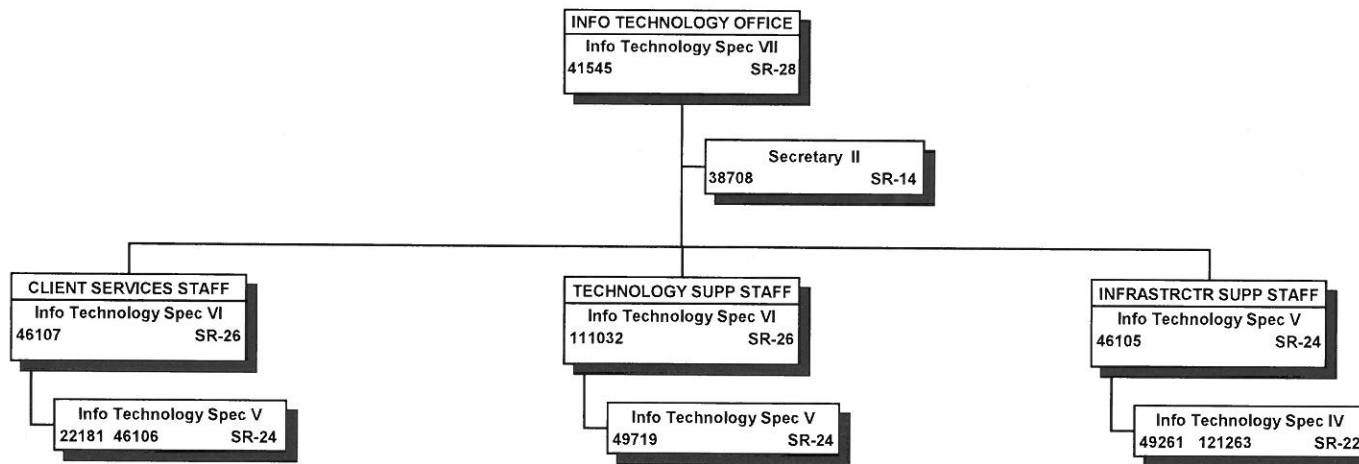 INFO TECHNOLOGY OFFICE
Info Technology Spec VII
41545 SR-28
Secretary II
38708 SR-14
CLIENT SERVICES STAFF
Info Technology Spec VI
46107 SR-26
Info Technology Spec V
22181 46106 SR-24
TECHNOLOGY SUPP STAFF
Info Technology Spec VI
111032 SR-26
Info Technology Spec V
49719 SR-24
INFRASTRCTR SUPP STAFF
Info Technology Spec V
46105 SR-24
Info Technology Spec IV
49261 121263 SR-22